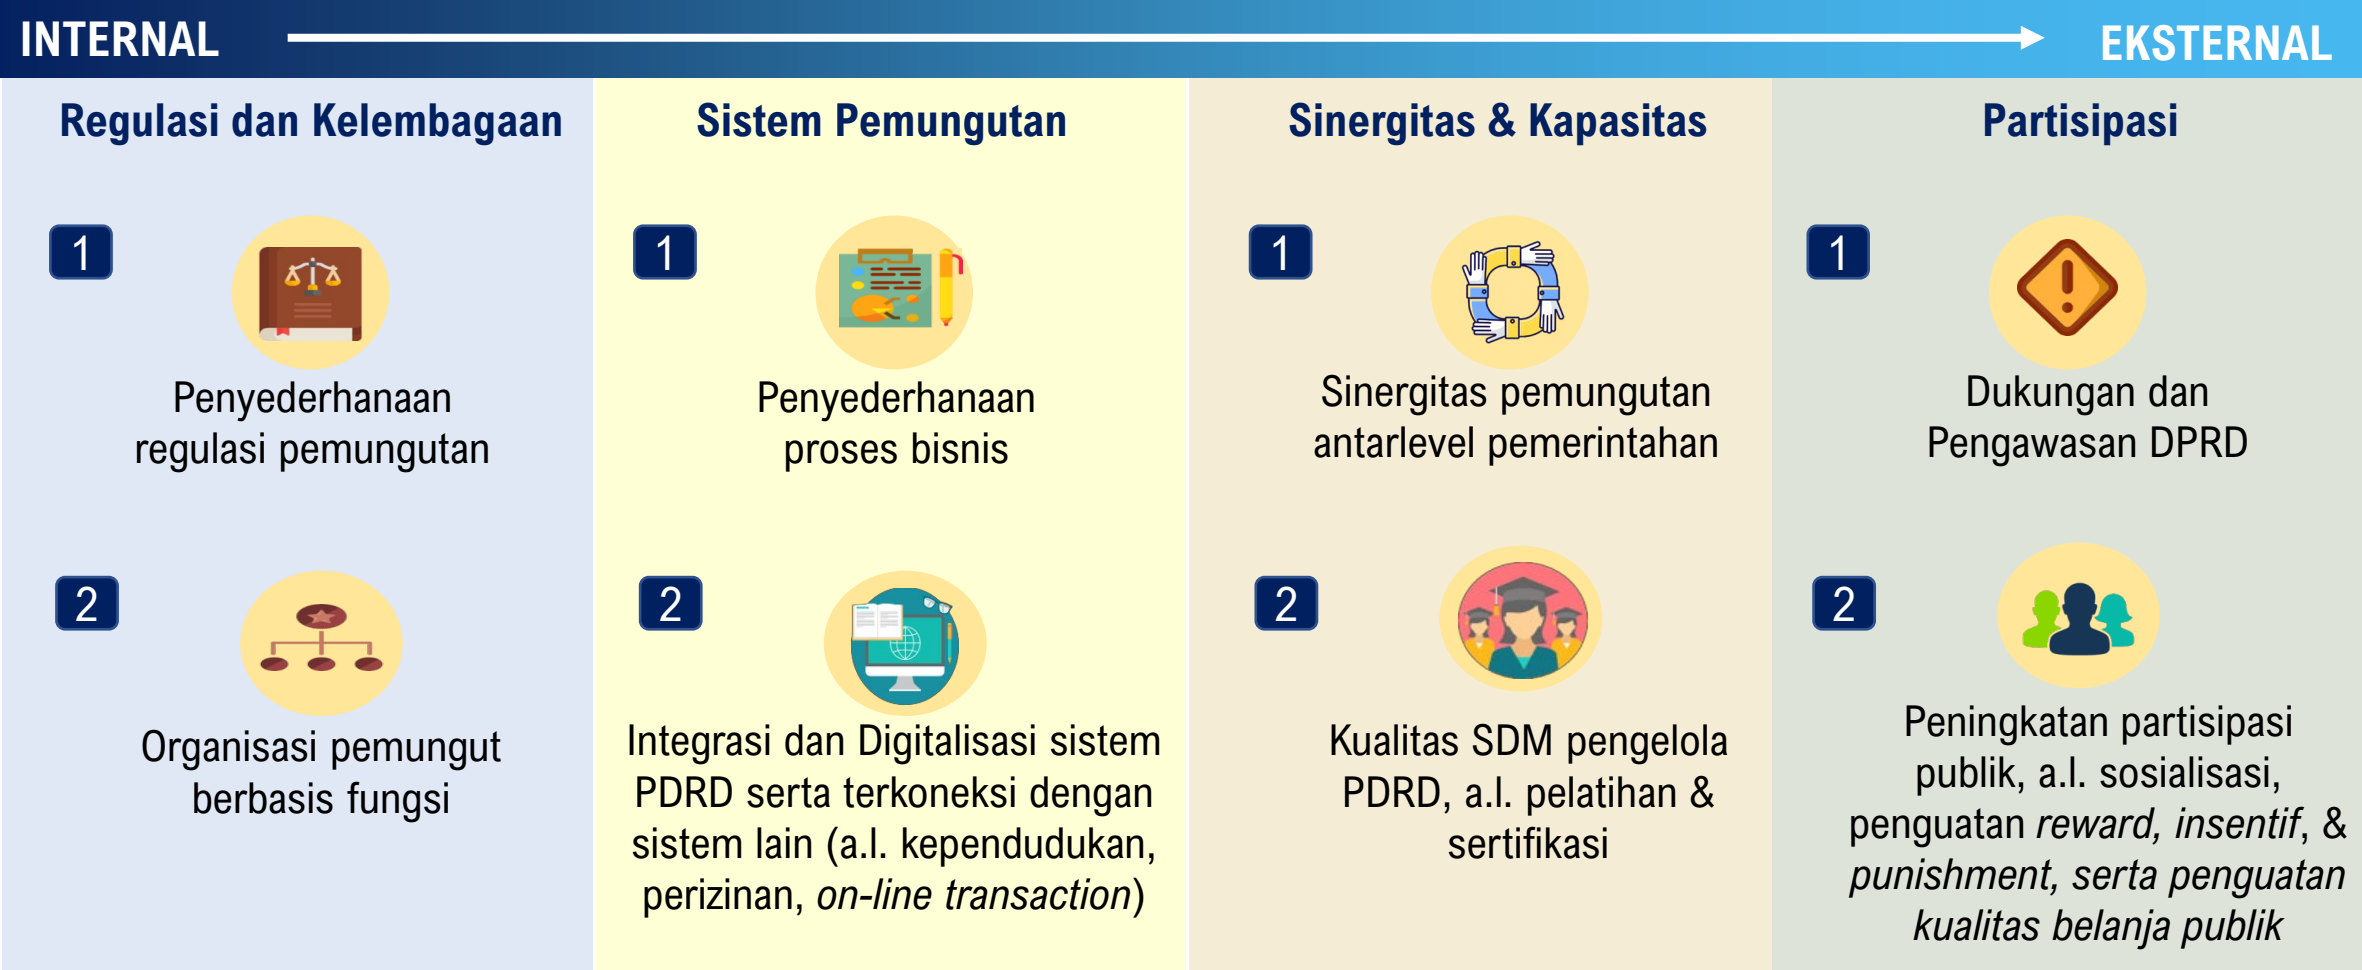 INTERNAL
EKSTERNAL
Regulasi dan Kelembagaan
1
Penyederhanaan
regulasi pemungutan
2
Organisasi pemungut
berbasis fungsi
Sistem Pemungutan
1
Penyederhanaan
proses bisnis
2
Integrasi dan Digitalisasi sistem
PDRD serta terkoneksi dengan
sistem lain (a.l. kependudukan,
perizinan, on-line transaction)
Sinergitas & Kapasitas
1
Sinergitas pemungutan
antarlevel pemerintahan
2
Kualitas SDM pengelola
PDRD, a.l. pelatihan &
sertifikasi
Partisipasi
1
Dukungan dan
Pengawasan DPRD
2
Peningkatan partisipasi
publik, a.l. sosialisasi,
penguatan reward, insentif, &
punishment, serta penguatan
kualitas belanja publik